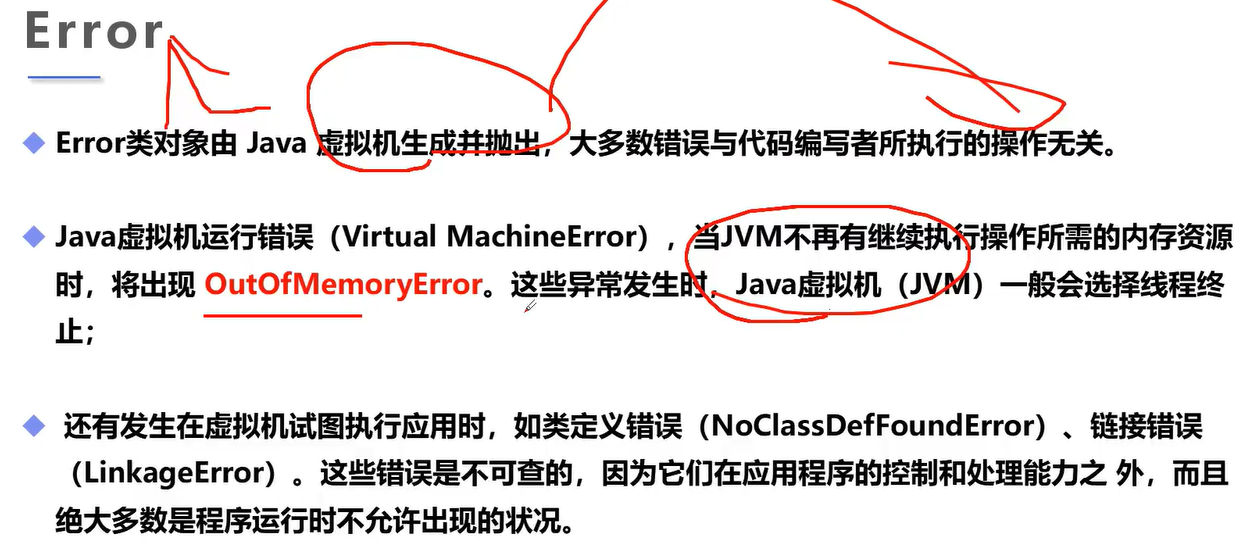 Error
Error类对象由 Java 虚拟机生成并抛出，大多数错误与代码编写者所执行的操作无关。
Java虚拟机运行错误（Virtual MachineError），当JVM不再有继续执行操作所需的内存资源
时，将出现 OutOfMemoryError。这些异常发生时，Java虚拟机（JVM）一般会选择线程终
止；
还有发生在虚拟机试图执行应用时，如类定义错误（NoClassDefFoundError）、链接错误
（LinkageError）。这些错误是不可查的，因为它们在应用程序的控制和处理能力之 外，而且
绝大多数是程序运行时不允许出现的状况。